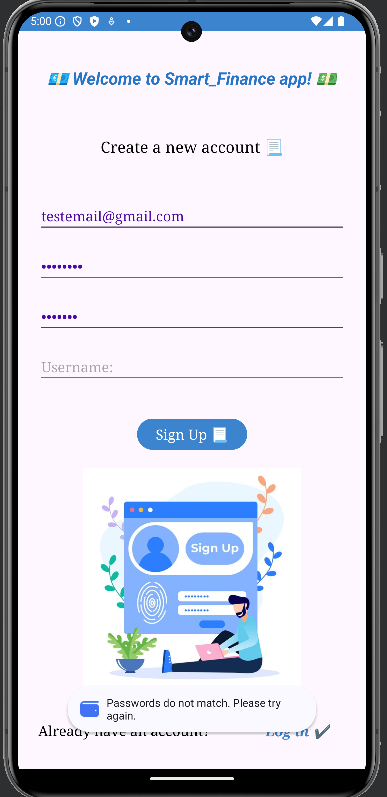 5:00
💶 Welcome to Smart_Finance app! 💵
Create a new account 📃
testemail@gmail.com
••••••••
•••••••
Username:
Sign Up 📃
Sign Up
Passwords do not match. Please try
again.
Already have an account?
Log in ✔️